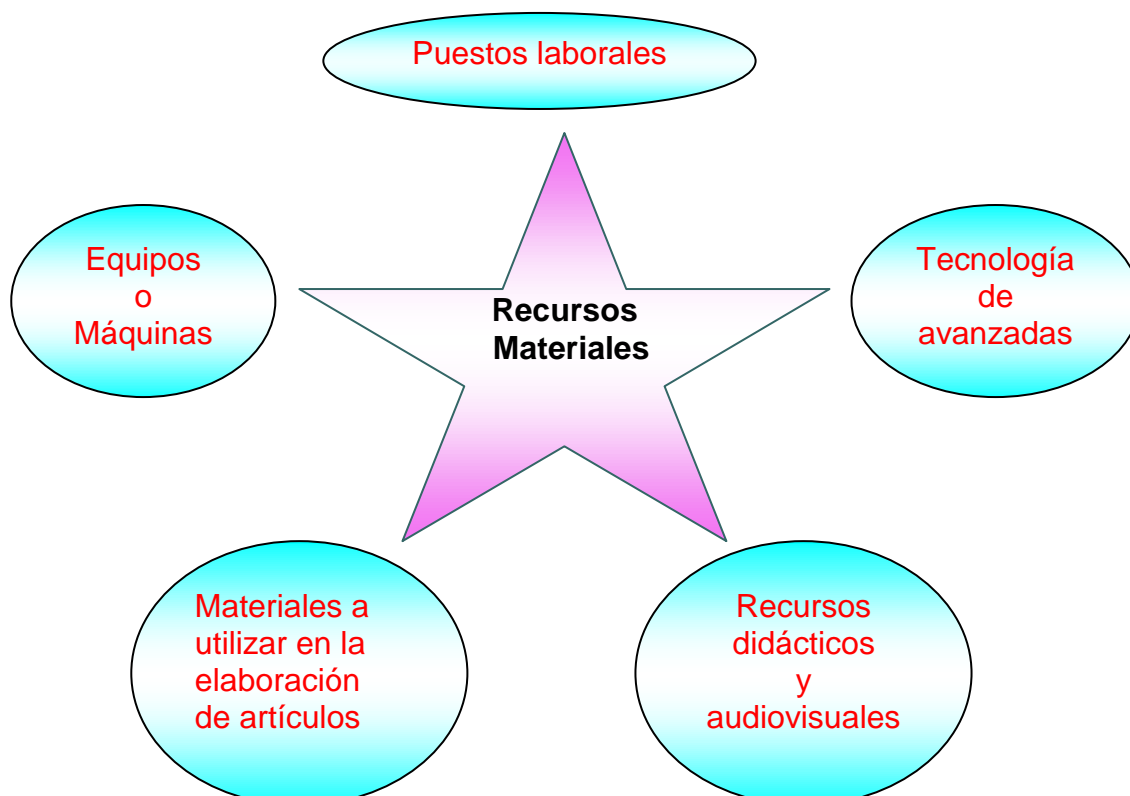 Puestos laborales
Equipos
o
Máquinas
Recursos
Materiales
Tecnología
de
avanzadas
Materiales a
utilizar en la
elaboración
de artículos
Recursos
didácticos
y
audiovisuales